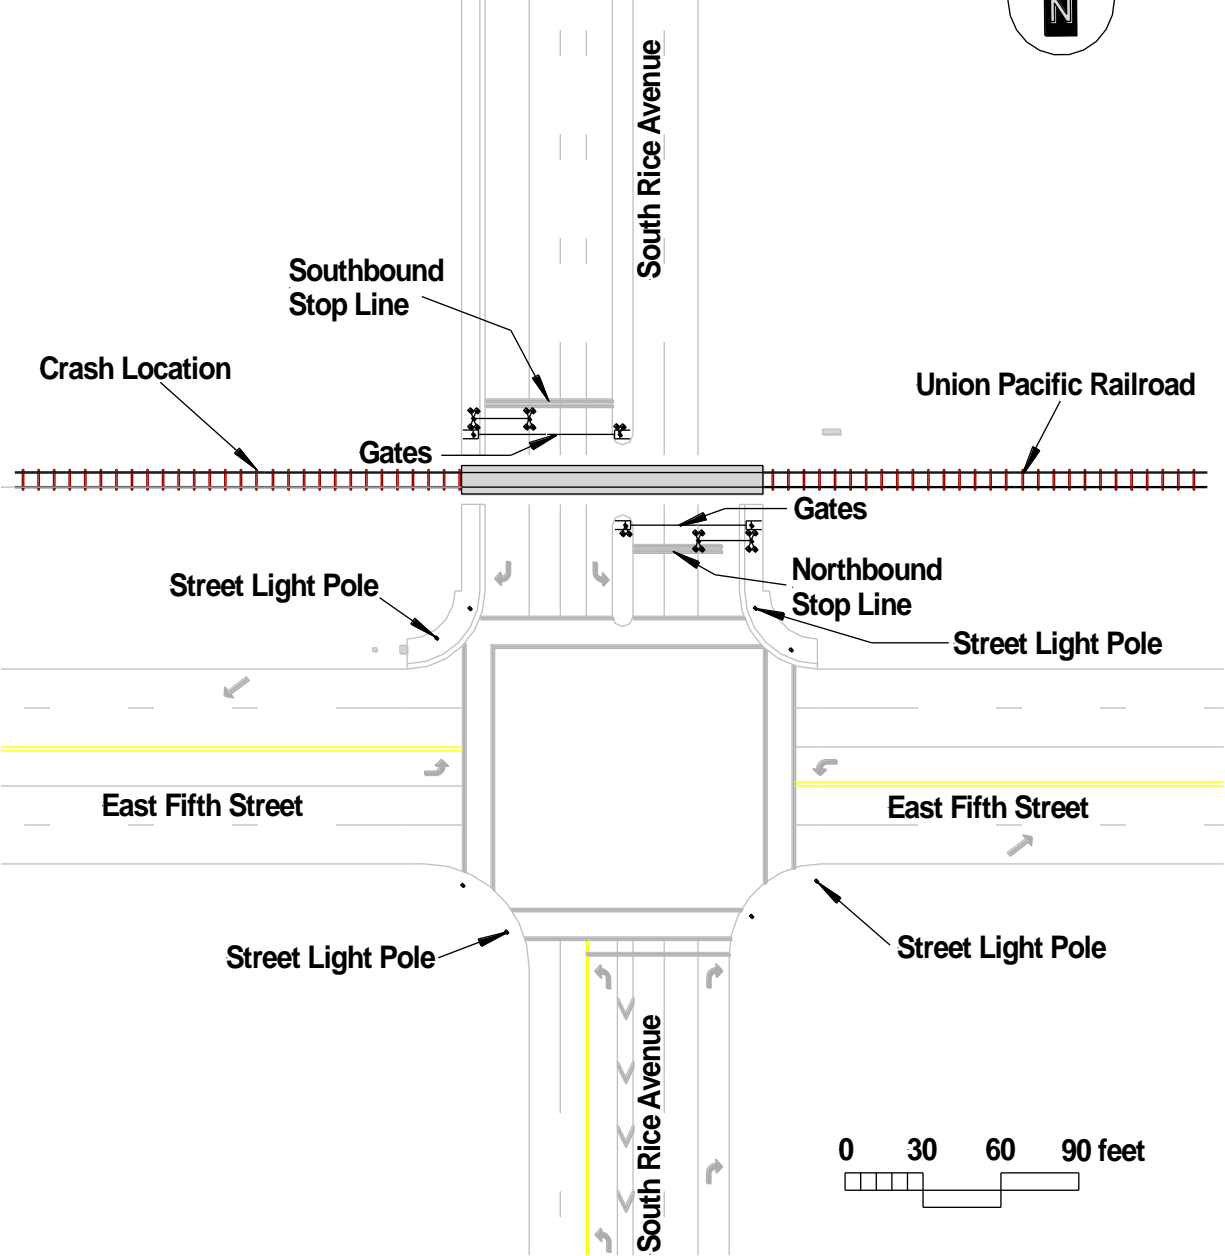 N
South Rice Avenue
Southbound
Stop Line
Crash Location
Union Pacific Railroad
Gates
Gates
Northbound
Stop Line
Street Light Pole
Street Light Pole
East Fifth Street
East Fifth Street
Street Light Pole
Street Light Pole
South Rice Avenue
0 30 60 90 feet